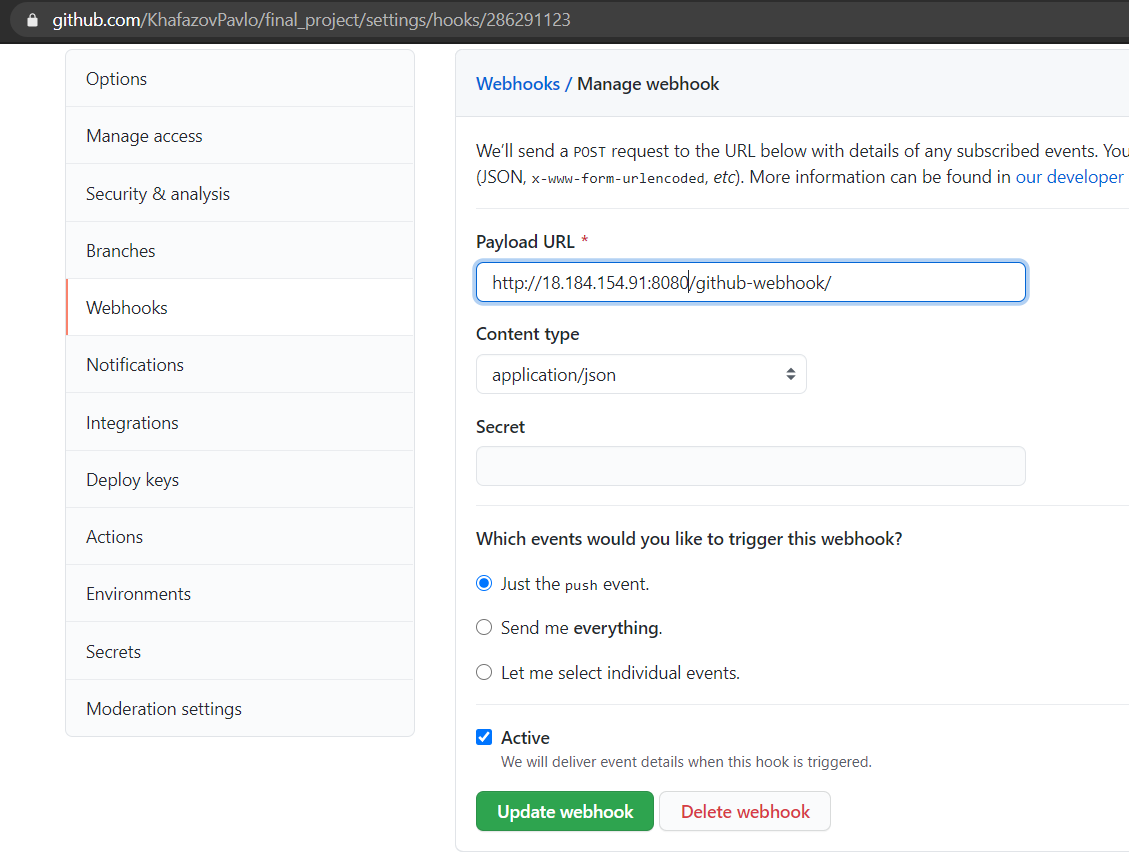 github.com/KhafazovPavlo/final_project/settings/hooks/286291123
Options
Manage access
Security & analysis
Branches
Webhooks
Notifications
Integrations
Deploy keys
Actions
Environments
Secrets
Moderation settings
Webhooks / Manage webhook
We'll send a POST request to the URL below with details of any subscribed events. You
(JSON, x-www-form-urlencoded, etc). More information can be found in our developer
Payload URL *
http://18.184.154.91:8080/github-webhook/
Content type
application/json
Secret
Which events would you like to trigger this webhook?
Just the push event.
Send me everything.
Let me select individual events.
Active
We will deliver event details when this hook is triggered.
Update webhook
Delete webhook